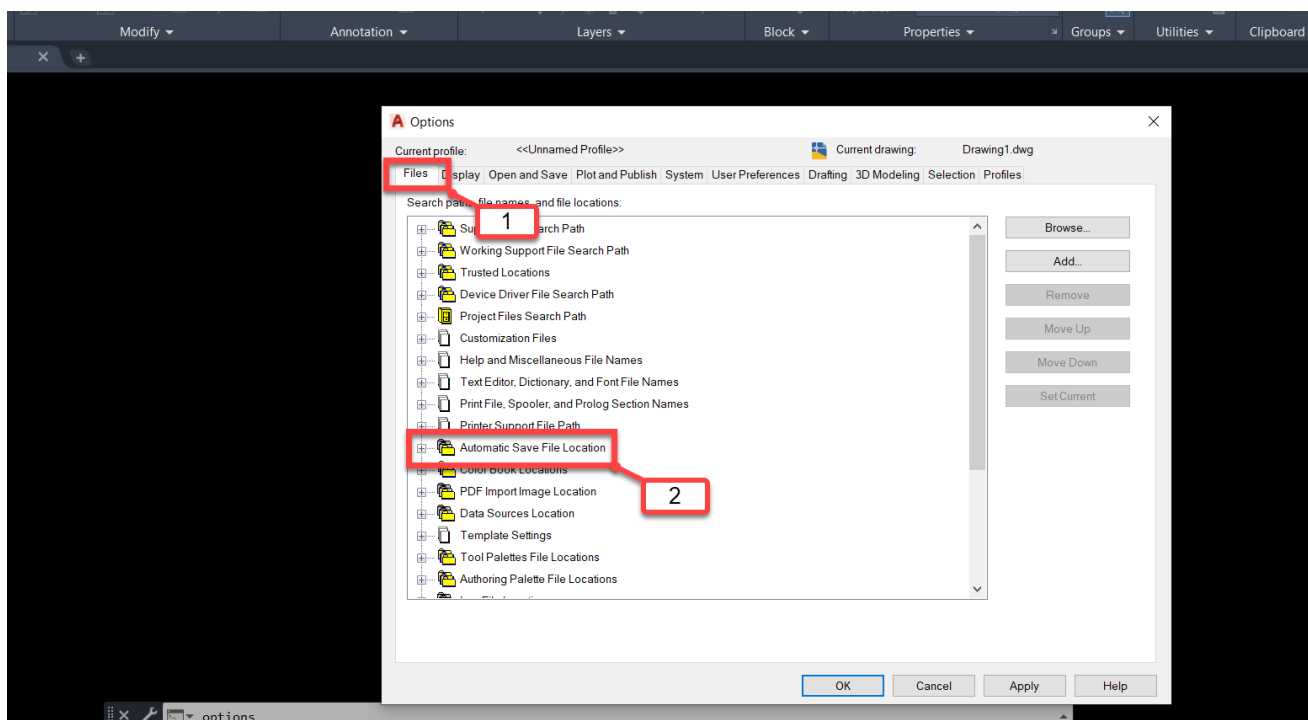 Modify Annotation Layers Block Properties Groups Utilities Clipboard
Options
Current profile: <<Unnamed Profile>> Current drawing: Drawing1.dwg
Files Display Open and Save Plot and Publish System User Preferences Drafting 3D Modeling Selection Profiles
Search file names, and file locations:
1
arch Path
Working Support File Search Path
Trusted Locations
Device Driver File Search Path
Project Files Search Path
Customization Files
Help and Miscellaneous File Names
Text Editor, Dictionary, and Font File Names
Print File, Spooler, and Prolog Section Names
Printer Support File Path
Automatic Save File Location
Color Book Locations
2
PDF Import Image Location
Data Sources Location
Template Settings
Tool Palettes File Locations
Authoring Palette File Locations
Browse...
Add...
Remove
Move Up
Move Down
Set Current
OK Cancel Apply Help
options